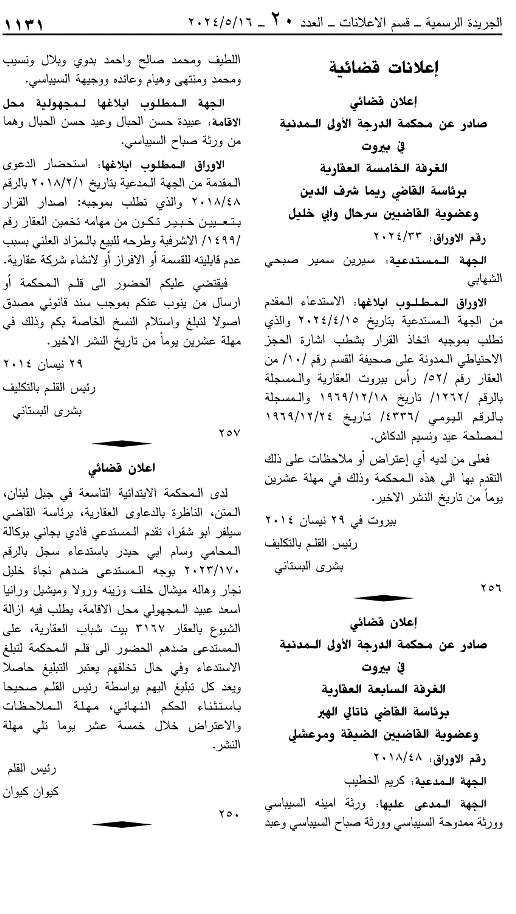 الجريدة الرسمية ــ قسم الاعلانات ــ العدد ٢٠ ــ ٢٠٢٤/٥/١٦
١١٣١
إعلانات قضائية
إعلان قضائي
صادر عن محكمة الدرجة الأولى المدنية
في بيروت
الغرفة الخامسة العقارية
برئاسة القاضي ريما شرف الدين
وعضوية القاضيين سرحال وأبي خليل
رقم الاوراق: ٢٠٢٤/٣٣
الجهة المستدعية: سيرين سمير صبحي
الشهابي
الاوراق المطلوب ابلاغها: الاستدعاء المقدم
من الجهة المستدعية بتاريخ ٢٠٢٤/٤/١٥ والذي
تطلب بموجبه اتخاذ القرار بشطب اشارة الحجز
الاحتياطي المدونة على صحيفة القسم رقم /١٠/ من
العقار رقم /٥٢/ رأس بيروت العقارية والمسجلة
بالرقم /١٢٦٢/ تاريخ ١٩٦٩/١٢/١٨ والمسجلة
بالرقم اليومي /٤٣٣٦/ تاريخ ١٩٦٩/١٢/٢٤
لمصلحة عيد ونسيم الدكاش.
فعلى من لديه أي إعتراض أو ملاحظات على ذلك
التقدم بها الى هذه المحكمة وذلك في مهلة عشرين
يوماً من تاريخ النشر الاخير.
بيروت في ٢٩ نيسان ٢٠١٤
رئيس القلم بالتكليف
بشرى البستاني
٢٥٦
إعلان قضائي
صادر عن محكمة الدرجة الأولى المدنية
في بيروت
الغرفة السابعة العقارية
برئاسة القاضي ناتالي الهبر
وعضوية القاضيين الضيقة ومرعشلي
رقم الاوراق: ٢٠١٨/٤٨
الجهة المدعية: كريم الخطيب
الجهة المدعى عليها: ورثة امينه السيباسي
وورثة ممدوحة السيباسي وورثة صباح السيباسي وعبد
اللطيف ومحمد صالح واحمد بدوي وبلال ونسيب
ومحمد ومنتهى وهيام وعائده ووجيهة السيباسي.
الجهة المطلوب ابلاغها لمجهولية محل
الاقامة: عبيدة حسن الحبال وعبد حسن الحبال وهما
من ورثة صباح السيباسي.
الاوراق المطلوب ابلاغها: استحضار الدعوى
المقدمة من الجهة المدعية بتاريخ ٢٠١٨/٢/١ بالرقم
٢٠١٨/٤٨ والذي تطلب بموجبه: اصدار القرار
بتعيين خبير تكون من مهامه تخمين العقار رقم
/١٤٩٩/ الاشرفية وطرحه للبيع بالمزاد العلني بسبب
عدم قابليته للقسمة أو الافراز أو لانشاء شركة عقارية.
فيقتضي عليكم الحضور الى قلم المحكمة أو
ارسال من ينوب عنكم بموجب سند قانوني مصدق
اصولا لتبلغ واستلام النسخ الخاصة بكم وذلك في
مهلة عشرين يوماً من تاريخ النشر الاخير.
٢٩ نيسان ٢٠١٤
رئيس القلم بالتكليف
بشرى البستاني
٢٥٧
اعلان قضائي
لدى المحكمة الابتدائية التاسعة في جبل لبنان،
المتن، الناظرة بالدعاوى العقارية، برئاسة القاضي
سيلفر ابو شقرا، تقدم المستدعي فادي بجاني بوكالة
المحامي وسام ابي حيدر باستدعاء سجل بالرقم
٢٠٢٣/١٧٠ بوجه المستدعى ضدهم نجاة خليل
نجار وهاله ميشال خلف وزينه ورولا وميشيل ورانيا
اسعد عبيد المجهولي محل الاقامة، يطلب فيه ازالة
الشيوع بالعقار ٣١٦٧ بيت شباب العقارية، على
المستدعى ضدهم الحضور الى قلم المحكمة لتبلغ
الاستدعاء وفي حال تخلفهم يعتبر التبليغ حاصلا
ويعد كل تبليغ اليهم بواسطة رئيس القلم صحيحا
باستثناء الحكم النهائي، مهلة الملاحظات
والاعتراض خلال خمسة عشر يوما تلي مهلة
النشر.
رئيس القلم
كيوان كيوان
٢٥٠